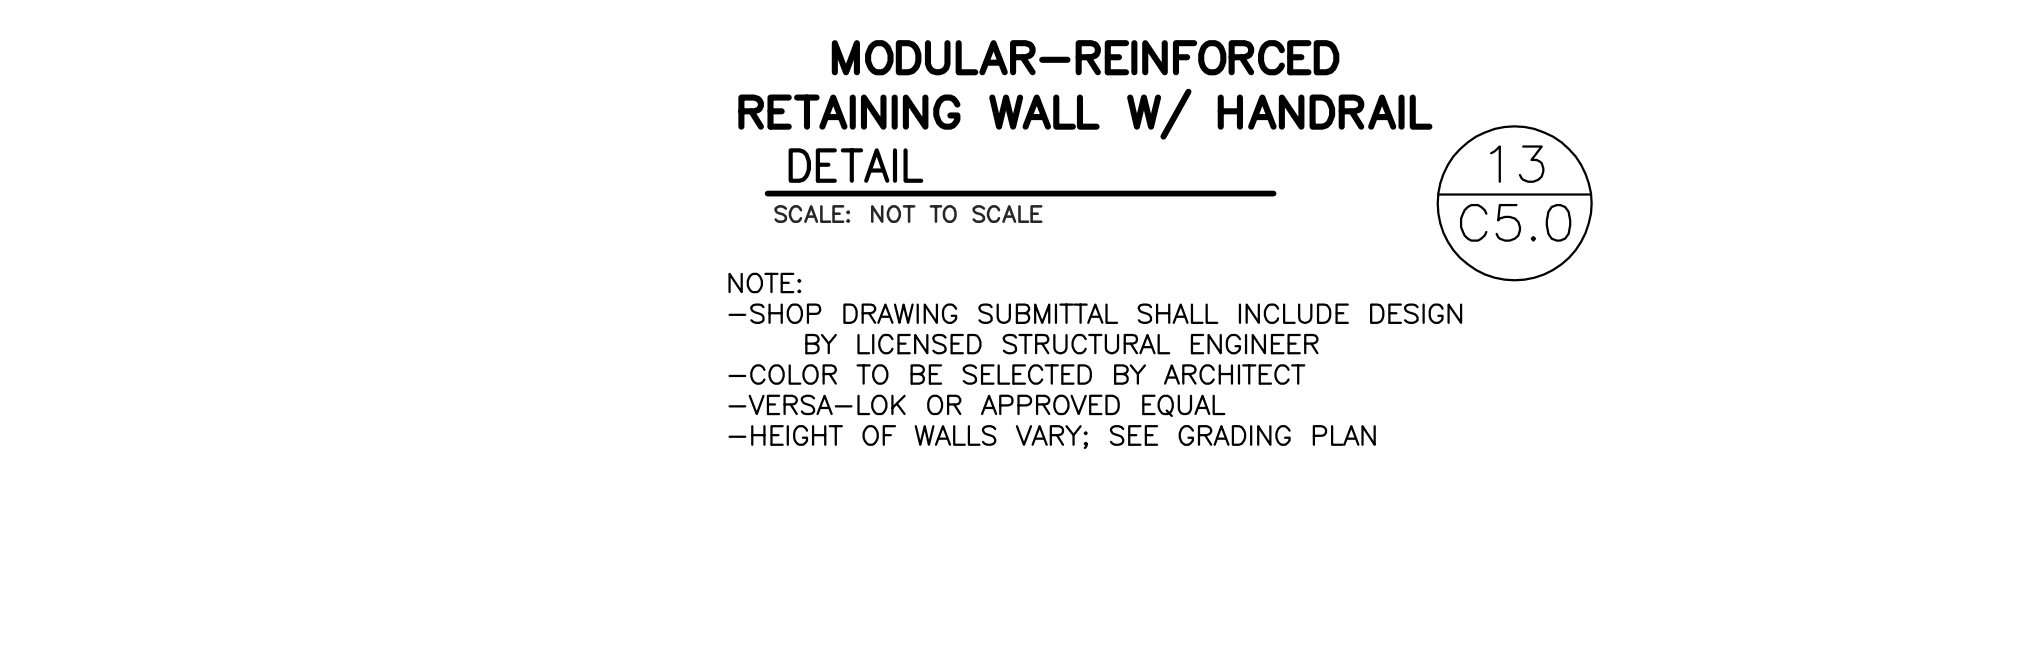 MODULAR-REINFORCED
RETAINING WALL W/ HANDRAIL
DETAIL
SCALE: NOT TO SCALE
13
C5.0
NOTE:
-SHOP DRAWING SUBMITTAL SHALL INCLUDE DESIGN
BY LICENSED STRUCTURAL ENGINEER
-COLOR TO BE SELECTED BY ARCHITECT
-VERSA-LOK OR APPROVED EQUAL
-HEIGHT OF WALLS VARY; SEE GRADING PLAN